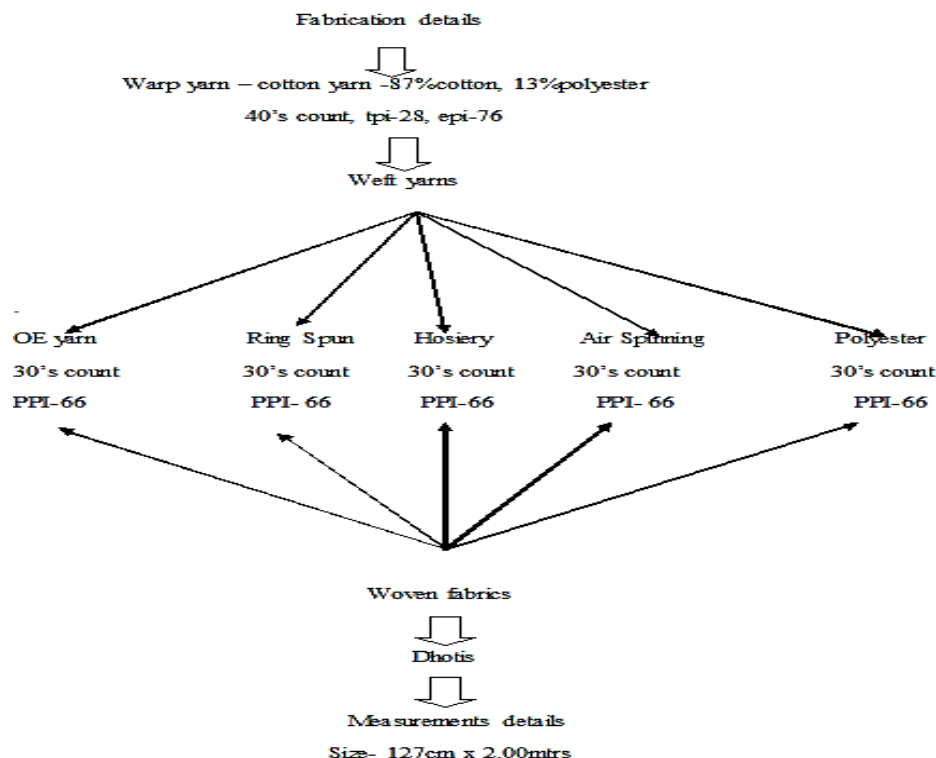 Fabrication details
Warp yarn – cotton yarn -87%cotton, 13%polyester
40's count, tpi-28, epi-76
Weft yarns
OE yarn Ring Spun Hosiery Air Spinning Polyester
30's count 30's count 30's count 30's count 30's count
PPI-66 PPI- 66 PPI-66 PPI- 66 PPI-66
Woven fabrics
Dhotis
Measurements details
Size- 127cm x 2.00mtrs